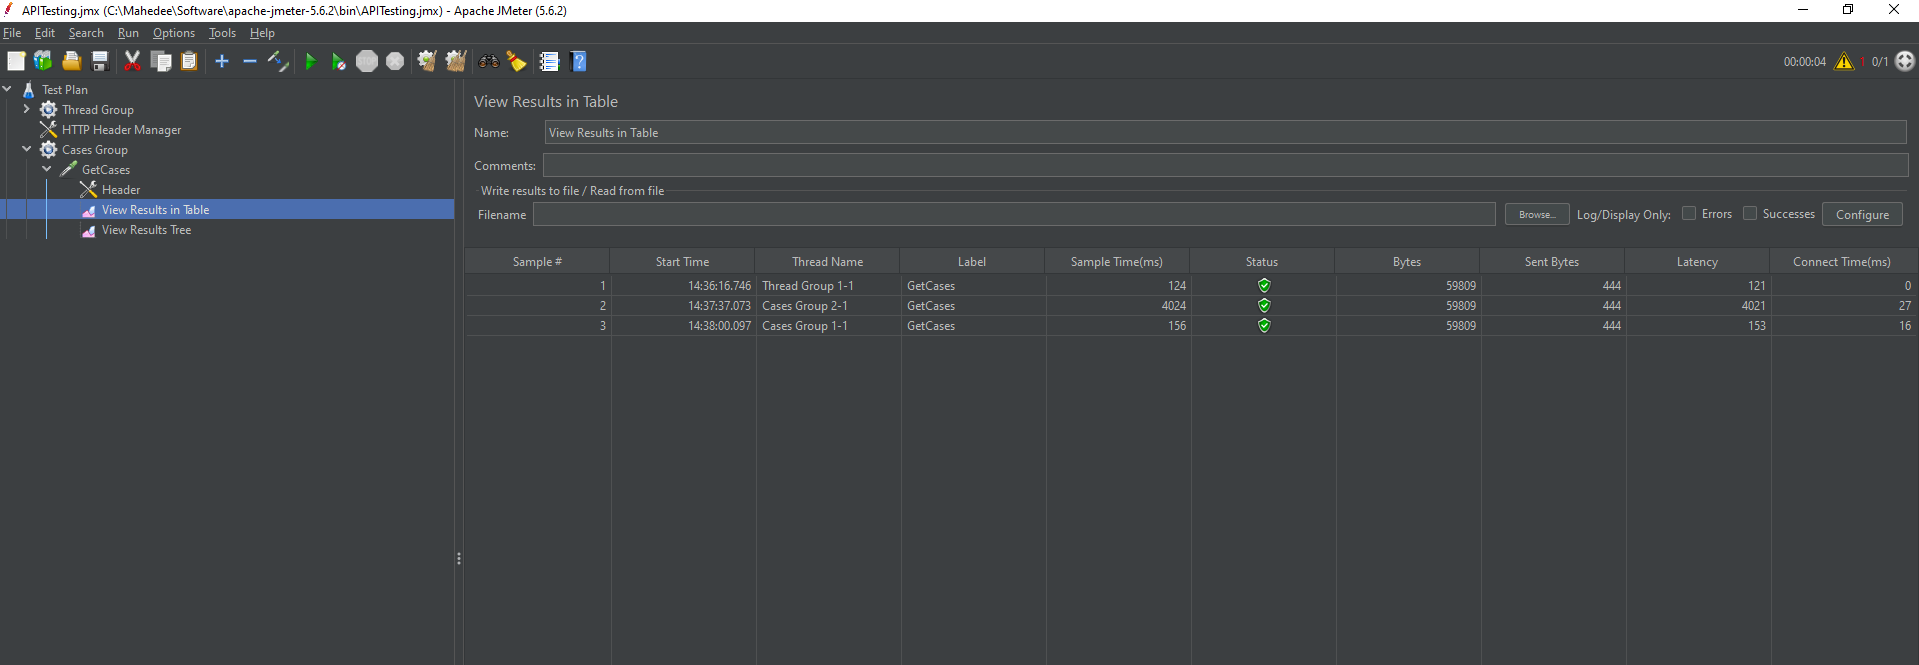 APITesting.jmx (C:\Mahedee\Software\apache-jmeter-5.6.2\bin\APITesting.jmx) - Apache JMeter (5.6.2)
File Edit Search Run Options Tools Help
00:00:04 1 0/1
Test Plan
Thread Group
HTTP Header Manager
Cases Group
GetCases
Header
View Results in Table
View Results Tree
View Results in Table
Name: View Results in Table
Comments:
Write results to file / Read from file
Filename Browse... Log/Display Only: Errors Successes Configure
Sample # Start Time Thread Name Label Sample Time(ms) Status Bytes Sent Bytes Latency Connect Time(ms)
1 14:36:16.746 Thread Group 1-1 GetCases 124 59809 444 121 0
2 14:37:37.073 Cases Group 2-1 GetCases 4024 59809 444 4021 27
3 14:38:00.097 Cases Group 1-1 GetCases 156 59809 444 153 16